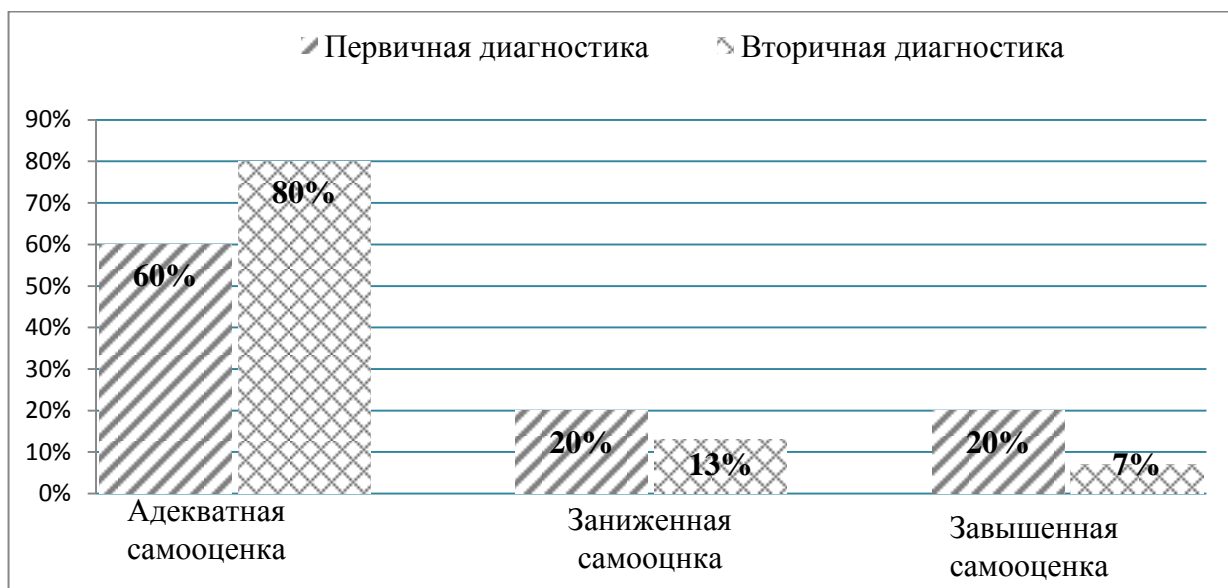 Первичная диагностика Вторичная диагностика
90%
80%
70%
60%
50%
40%
30%
20%
10%
0%
60%
80%
20%
13%
20%
7%
Адекватная
самооценка
Заниженная
самооцнка
Завышенная
самооценка